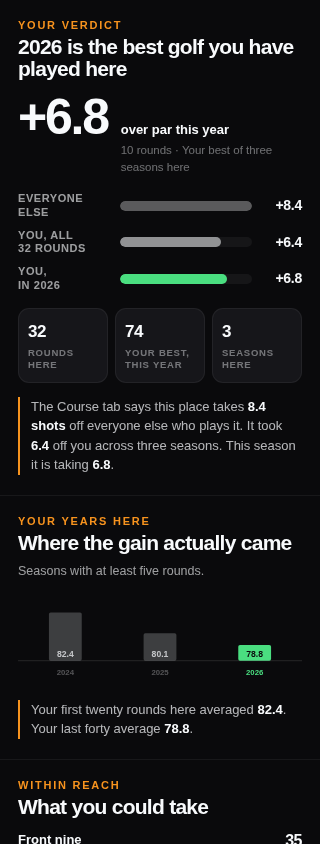 YOUR VERDICT
2026 is the best golf you have
played here
+6.8
over par this year
10 rounds · Your best of three
seasons here
EVERYONE
ELSE
+8.4
YOU, ALL
32 ROUNDS
+6.4
YOU,
IN 2026
+6.8
32
ROUNDS
HERE
74
YOUR BEST,
THIS YEAR
3
SEASONS
HERE
The Course tab says this place takes 8.4
shots off everyone else who plays it. It took
6.4 off you across three seasons. This season
it is taking 6.8.
YOUR YEARS HERE
Where the gain actually came
Seasons with at least five rounds.
82.4
80.1
78.8
2024
2025
2026
Your first twenty rounds here averaged 82.4.
Your last forty average 78.8.
WITHIN REACH
What you could take
Front nine
35